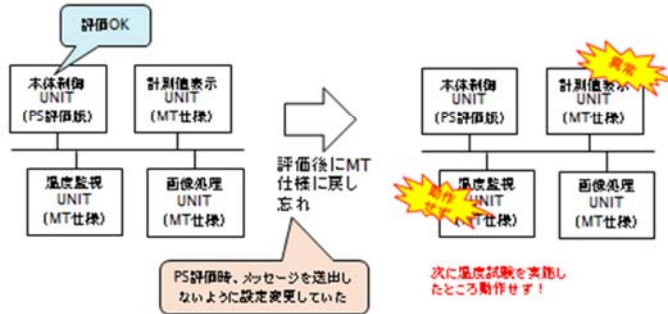 評価OK
本体制御
UNIT
(PS評価版)
計測値表示
UNIT
(MT仕様)
温度監視
UNIT
(MT仕様)
画像処理
UNIT
(MT仕様)
評価後にMT
仕様に戻し
忘れ
PS評価時、メッセージを送出し
ないように設定変更していた
本体制御
UNIT
(PS評価版)
異常
計測値表示
UNIT
(MT仕様)
動作
せず
温度監視
UNIT
(MT仕様)
画像処理
UNIT
(MT仕様)
次に温度試験を実施し
たところ動作せず！